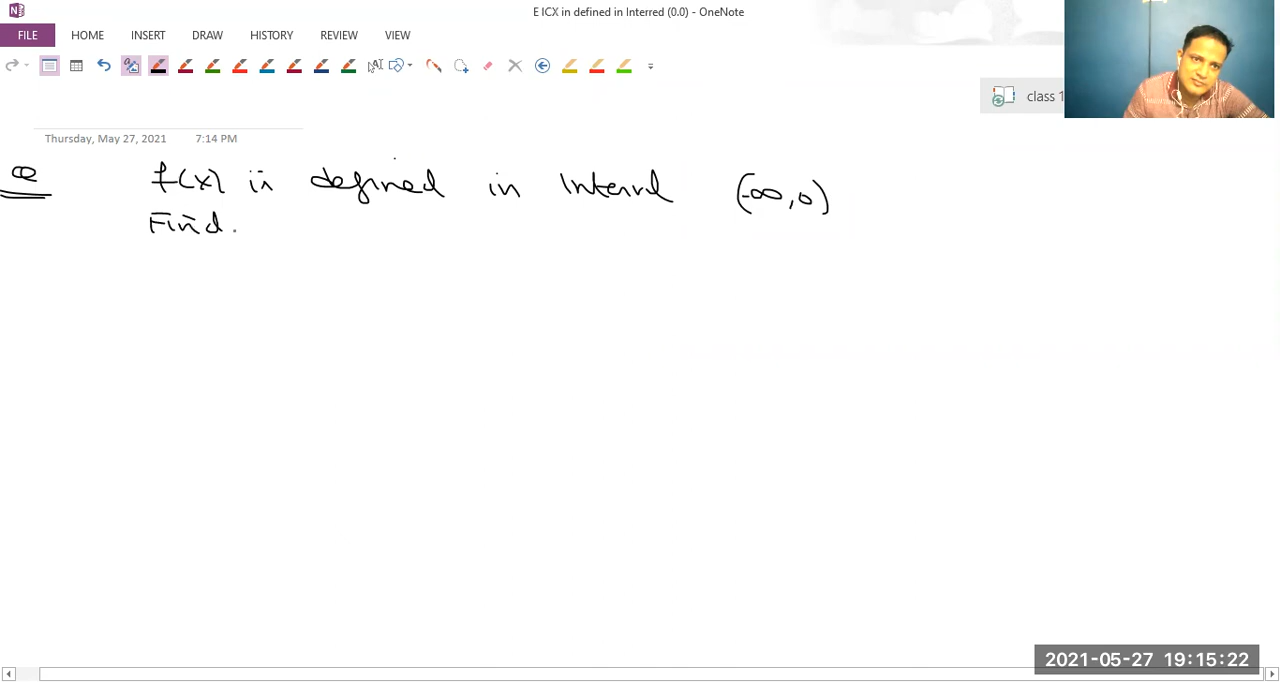 E ICX in defined in Interred (0.0) - OneNote
FILE HOME INSERT DRAW HISTORY REVIEW VIEW
class 1
Thursday, May 27, 2021 7:14 PM
f(x) is defined in Interval (-∞,0)
Find.
2021-05-27 19:15:22